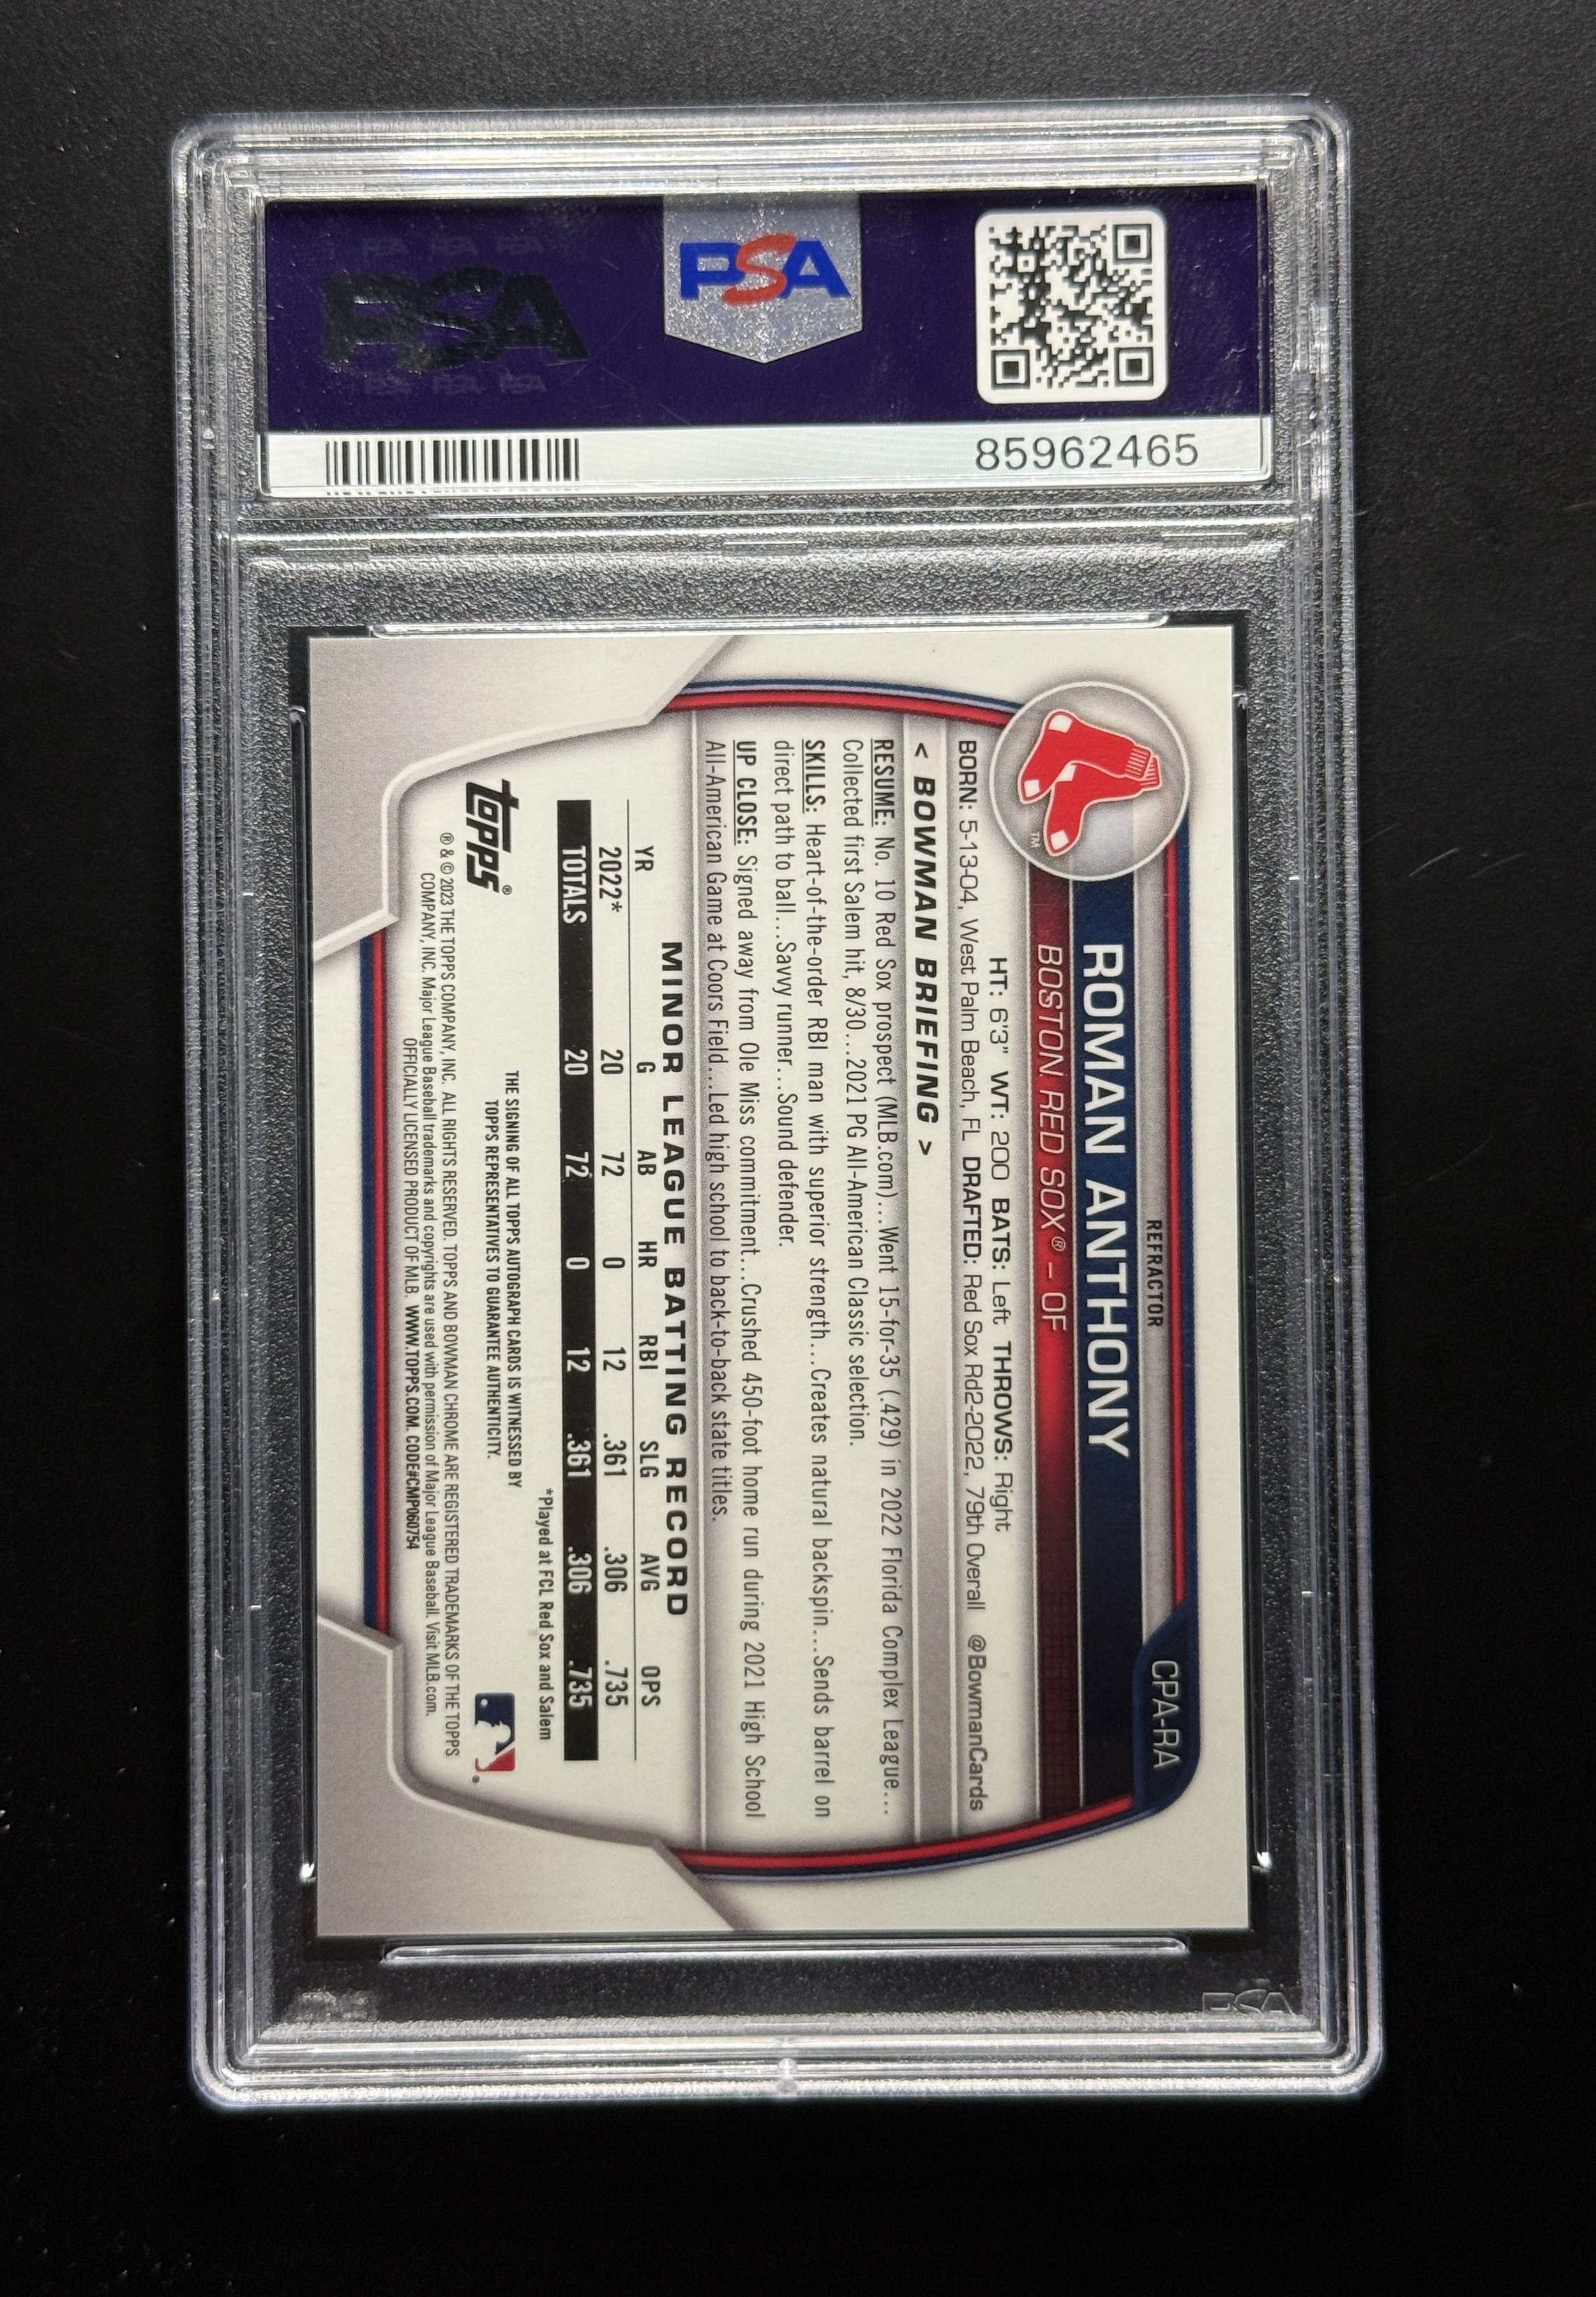 PSA
PSA PSA PSA
PSA
PSA PSA PSA
85962465
REFRACTOR
CPA-RA
ROMAN ANTHONY
BOSTON RED SOX® – OF
HT: 6'3" WT: 200 BATS: Left THROWS: Right
BORN: 5-13-04, West Palm Beach, FL DRAFTED: Red Sox Rd2-2022, 79th Overall @BowmanCards
TM
< BOWMAN BRIEFING >
RESUME: No. 10 Red Sox prospect (MLB.com)...Went 15-for-35 (.429) in 2022 Florida Complex League...
Collected first Salem hit, 8/30...2021 PG All-American Classic selection.
SKILLS: Heart-of-the-order RBI man with superior strength...Creates natural backspin...Sends barrel on
direct path to ball...Savvy runner...Sound defender.
UP CLOSE: Signed away from Ole Miss commitment...Crushed 450-foot home run during 2021 High School
All-American Game at Coors Field...Led high school to back-to-back state titles.
MINOR LEAGUE BATTING RECORD
YR G AB HR RBI SLG AVG OPS
2022* 20 72 0 12 .361 .306 .735
TOTALS 20 72 0 12 .361 .306 .735
*Played at FCL Red Sox and Salem
THE SIGNING OF ALL TOPPS AUTOGRAPH CARDS IS WITNESSED BY
TOPPS REPRESENTATIVES TO GUARANTEE AUTHENTICITY.
topps®
® & © 2023 THE TOPPS COMPANY, INC. ALL RIGHTS RESERVED. TOPPS AND BOWMAN CHROME ARE REGISTERED TRADEMARKS OF THE TOPPS
COMPANY, INC. Major League Baseball trademarks and copyrights are used with permission of Major League Baseball. Visit MLB.com.
OFFICIALLY LICENSED PRODUCT OF MLB. WWW.TOPPS.COM. CODE#CMP060754
PSA